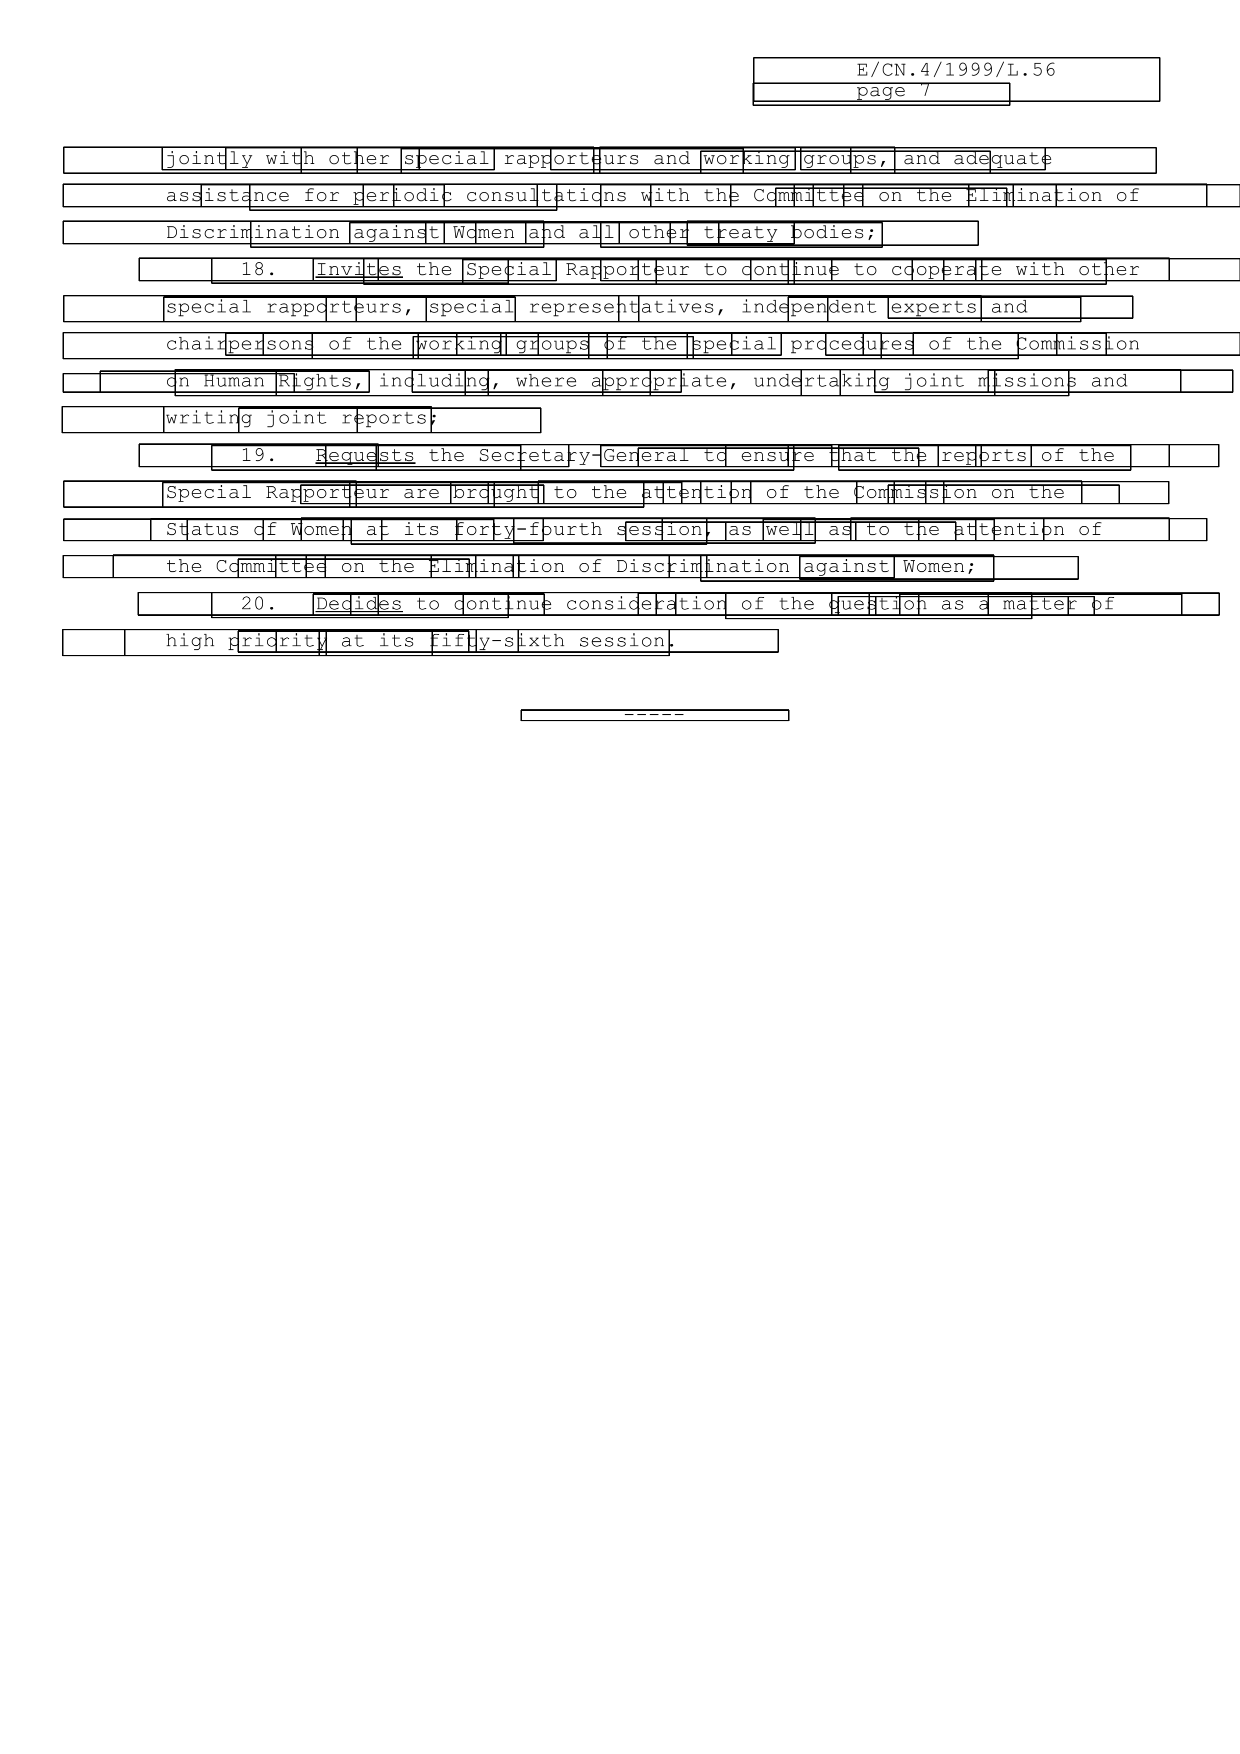 E/CN.4/1999/L.56
page 7
jointly with other special rapporteurs and working groups, and adequate
assistance for periodic consultations with the Committee on the Elimination of
Discrimination against Women and all other treaty bodies;
18. Invites the Special Rapporteur to continue to cooperate with other
special rapporteurs, special representatives, independent experts and
chairpersons of the working groups of the special procedures of the Commission
on Human Rights, including, where appropriate, undertaking joint missions and
writing joint reports;
19. Requests the Secretary-General to ensure that the reports of the
Special Rapporteur are brought to the attention of the Commission on the
Status of Women at its forty-fourth session, as well as to the attention of
the Committee on the Elimination of Discrimination against Women;
20. Decides to continue consideration of the question as a matter of
high priority at its fifty-sixth session.
-----